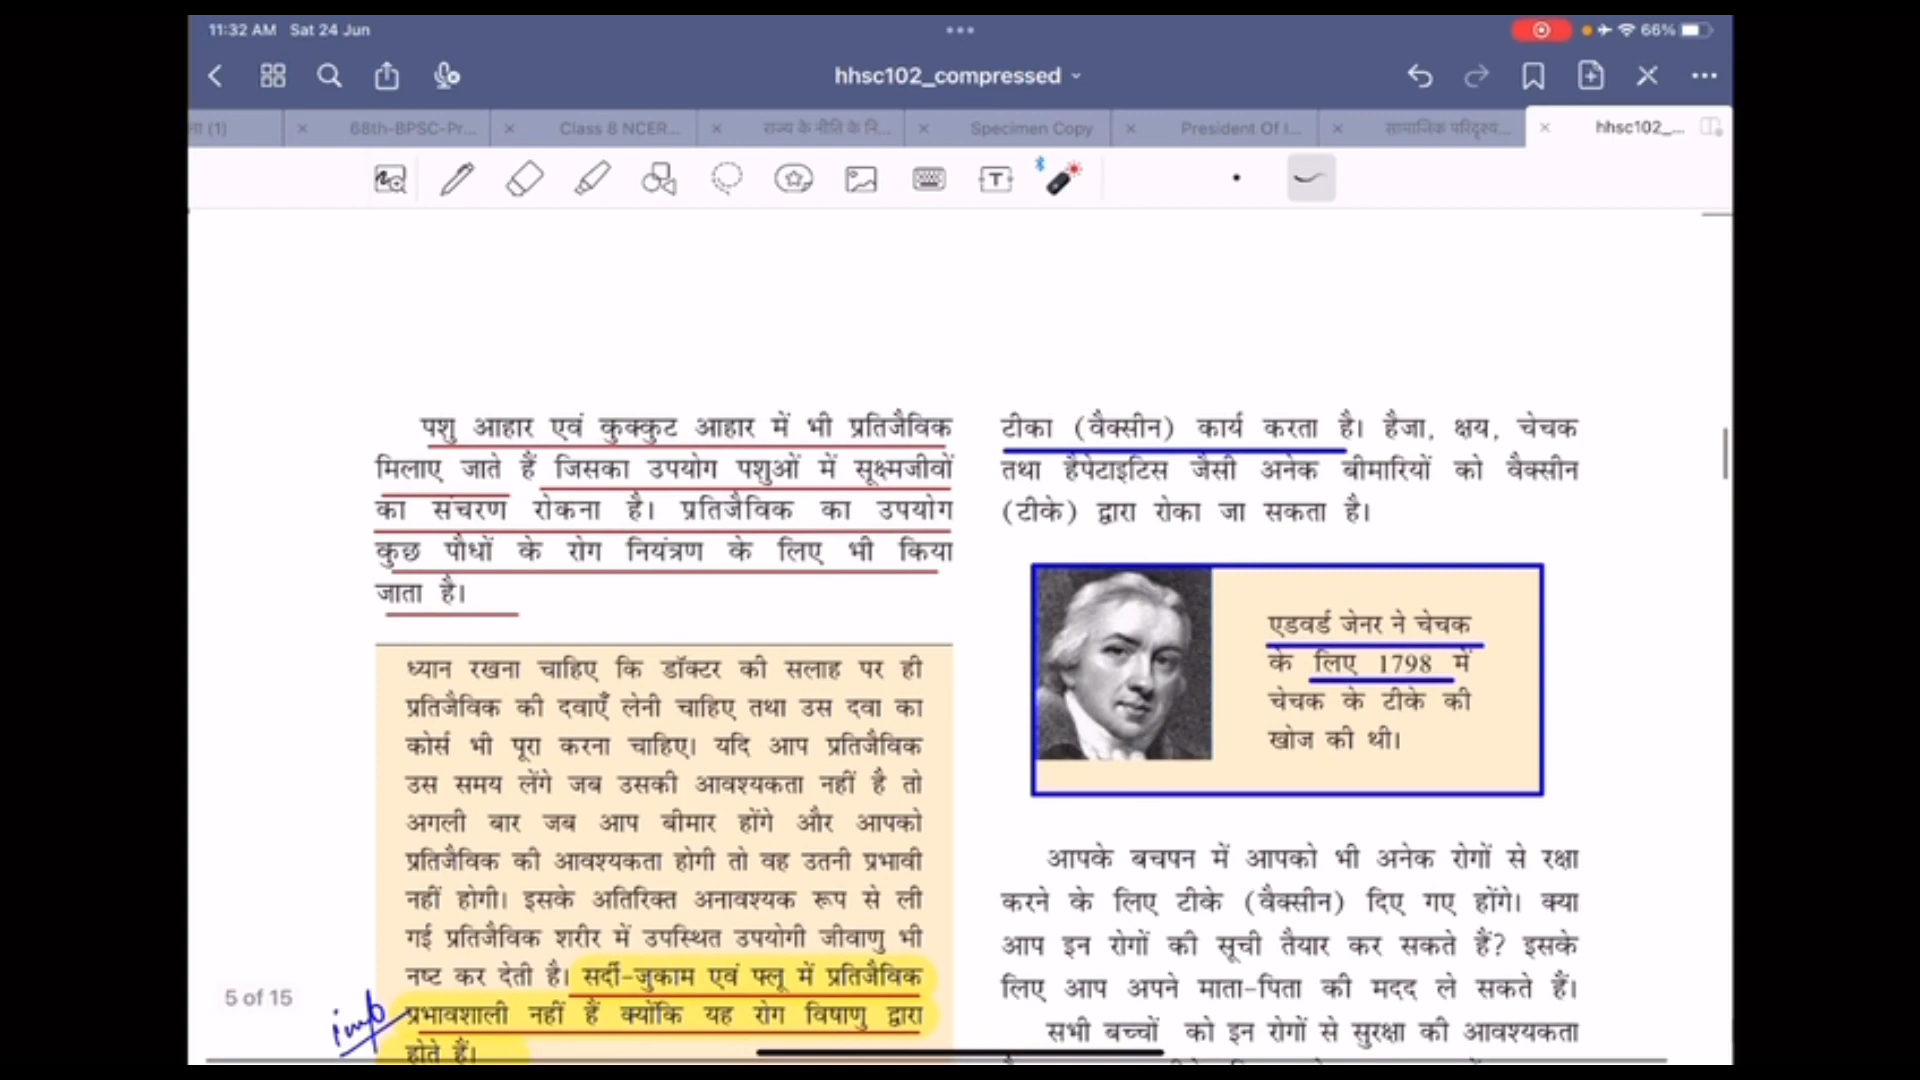 11:32 AM Sat 24 Jun
66%
hhsc102_compressed
(1)
68th-BPSC-Pr...
Class 8 NCER...
राज्य के नीति के नि...
Specimen Copy
President Of I...
सामाजिक परिदृश्य...
hhsc102_...
पशु आहार एवं कुक्कुट आहार में भी प्रतिजैविक
मिलाए जाते हैं जिसका उपयोग पशुओं में सूक्ष्मजीवों
का संचरण रोकना है। प्रतिजैविक का उपयोग
कुछ पौधों के रोग नियंत्रण के लिए भी किया
जाता है।
ध्यान रखना चाहिए कि डॉक्टर की सलाह पर ही
प्रतिजैविक की दवाएँ लेनी चाहिए तथा उस दवा का
कोर्स भी पूरा करना चाहिए। यदि आप प्रतिजैविक
उस समय लेंगे जब उसकी आवश्यकता नहीं है तो
अगली बार जब आप बीमार होंगे और आपको
प्रतिजैविक की आवश्यकता होगी तो वह उतनी प्रभावी
नहीं होगी। इसके अतिरिक्त अनावश्यक रूप से ली
गई प्रतिजैविक शरीर में उपस्थित उपयोगी जीवाणु भी
नष्ट कर देती है। सर्दी-जुकाम एवं फ्लू में प्रतिजैविक
प्रभावशाली नहीं हैं क्योंकि यह रोग विषाणु द्वारा
होते हैं।
imp
5 of 15
टीका (वैक्सीन) कार्य करता है। हैजा, क्षय, चेचक
तथा हैपेटाइटिस जैसी अनेक बीमारियों को वैक्सीन
(टीके) द्वारा रोका जा सकता है।
एडवर्ड जेनर ने चेचक
के लिए 1798 में
चेचक के टीके की
खोज की थी।
आपके बचपन में आपको भी अनेक रोगों से रक्षा
करने के लिए टीके (वैक्सीन) दिए गए होंगे। क्या
आप इन रोगों की सूची तैयार कर सकते हैं? इसके
लिए आप अपने माता-पिता की मदद ले सकते हैं।
सभी बच्चों को इन रोगों से सुरक्षा की आवश्यकता